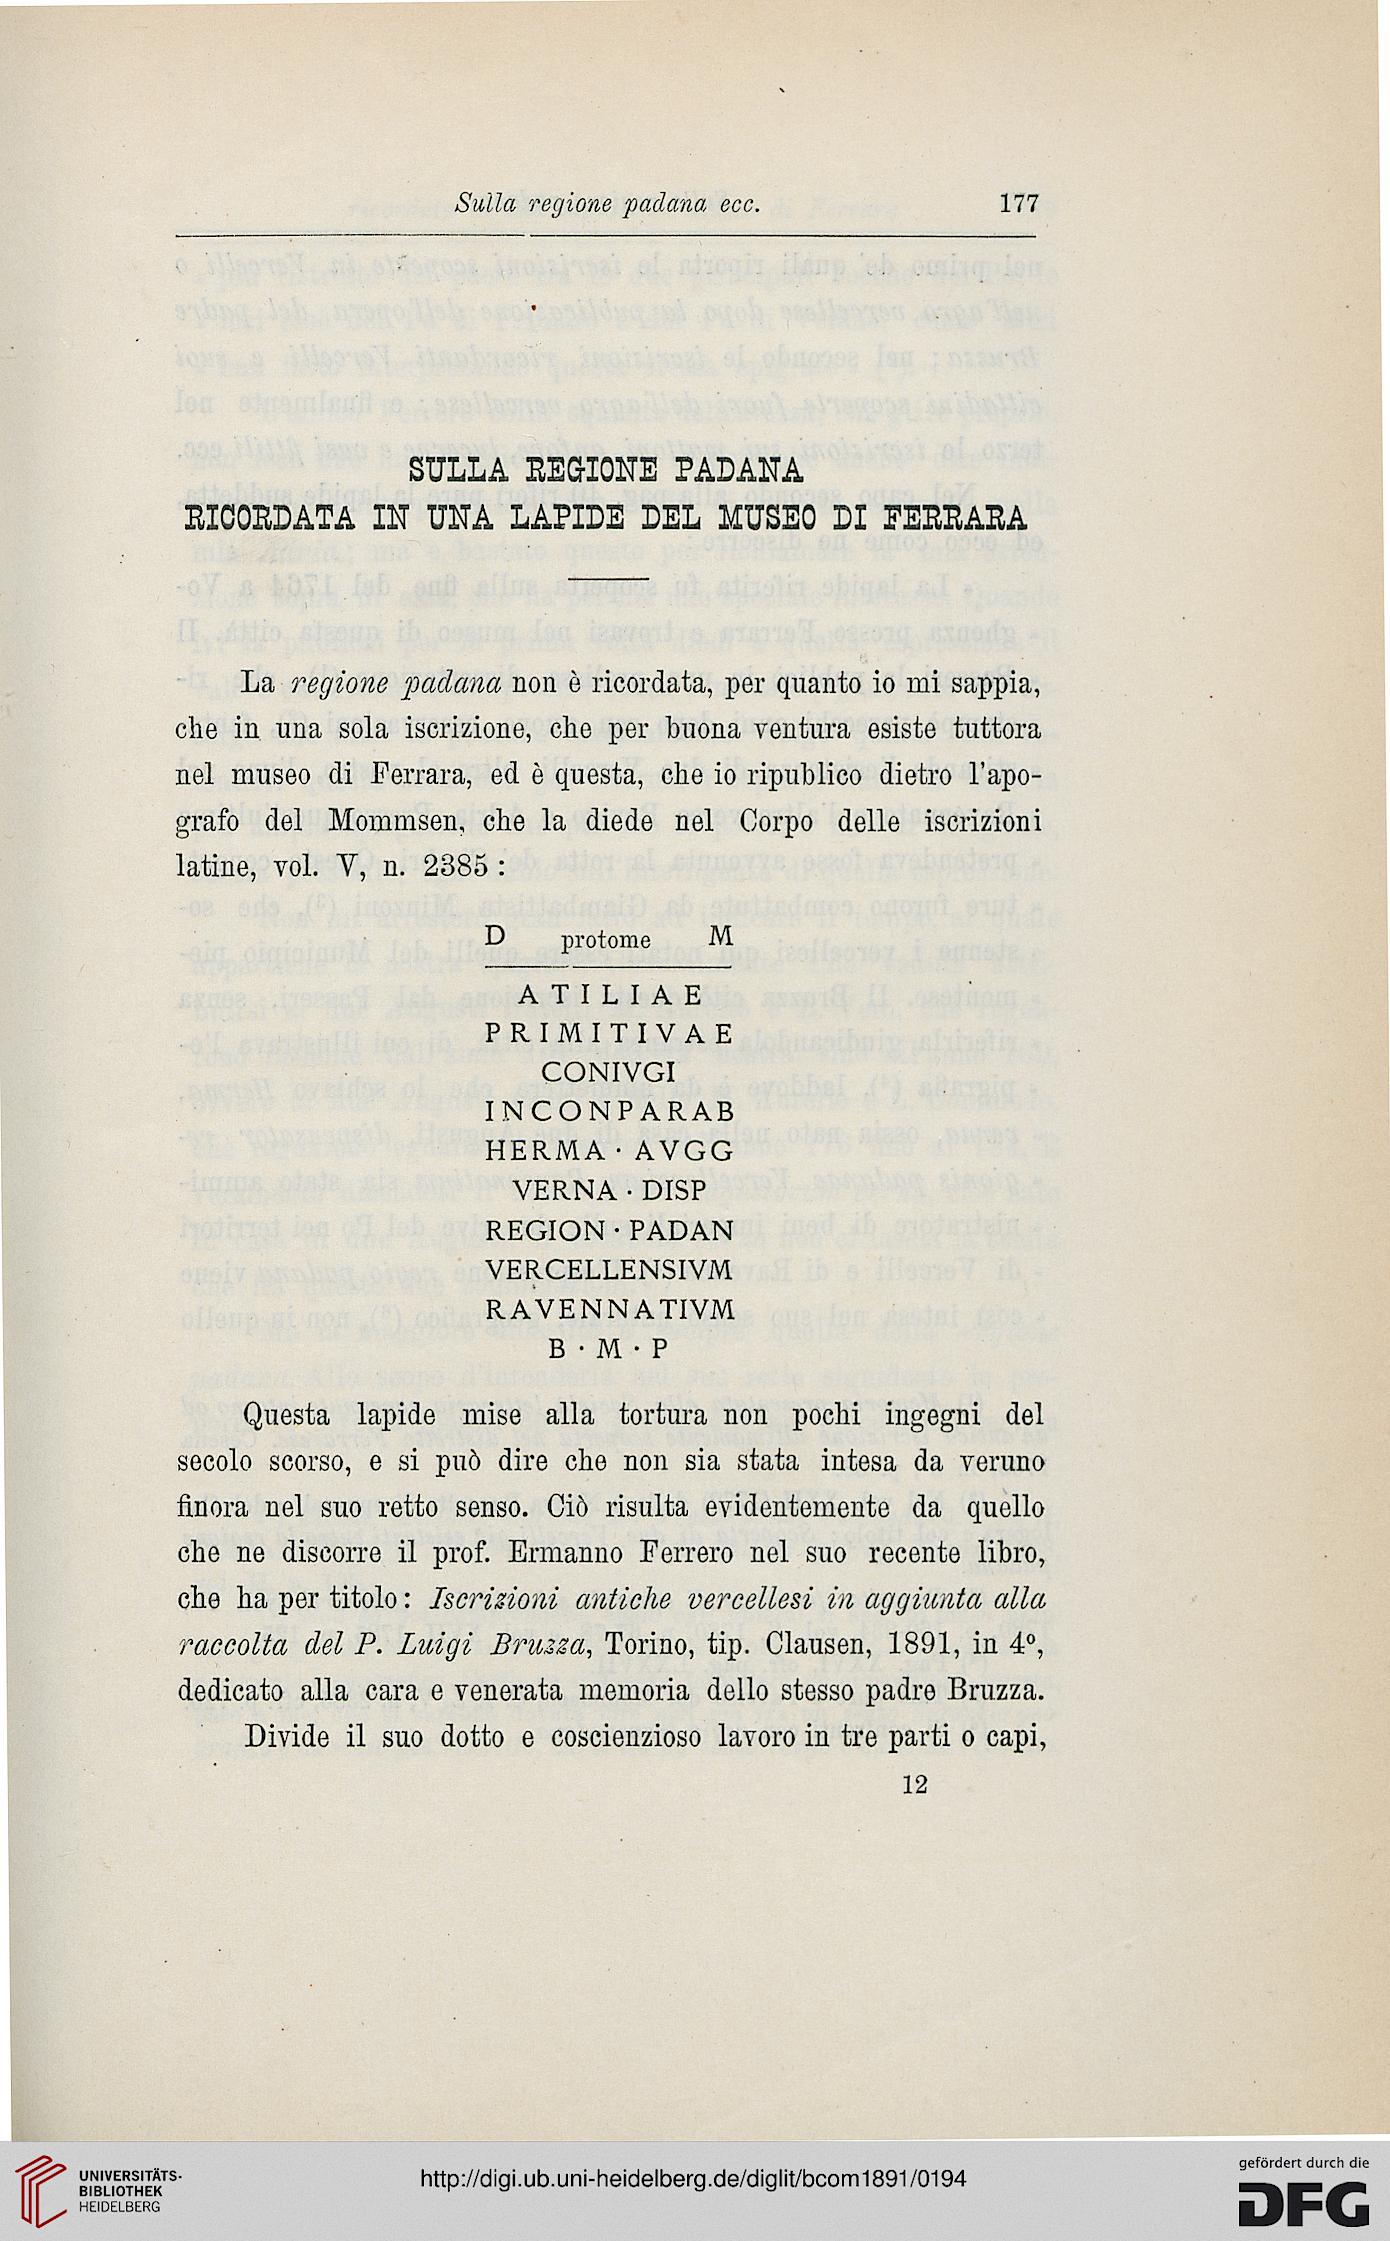 Sulla regione padana ecc. 177
SULLA REGIONE PADANA
RICORDATA IN UNA LAPIDE DEL MUSEO DI FERRARA
La regione padana non è ricordata, per quanto io mi sappia,
che in una sola iscrizione, che per buona ventura esiste tuttora
nel museo di Ferrara, ed è questa, che io ripublico dietro l'apo-
grafo del Mommsen, che la diede nel Corpo delle iscrizioni
latine, vol. V, n. 2385 :
D protome M
ATILIAE
PRIMITIVAE
CONIVGI
INCONPARAB
HERMA · AVGG
VERNA · DISP
REGION · PADAN
VERCELLENSIVM
RAVENNATIVM
B · M · P
Questa lapide mise alla tortura non pochi ingegni del
secolo scorso, e si può dire che non sia stata intesa da veruno
finora nel suo retto senso. Ciò risulta evidentemente da quello
che ne discorre il prof. Ermanno Ferrero nel suo recente libro,
che ha per titolo: Iscrizioni antiche vercellesi in aggiunta alla
raccolta del P. Luigi Bruzza, Torino, tip. Clausen, 1891, in 4°,
dedicato alla cara e venerata memoria dello stesso padre Bruzza.
Divide il suo dotto e coscienzioso lavoro in tre parti o capi,
12
UNIVERSITÄTS-
BIBLIOTHEK
HEIDELBERG
http://digi.ub.uni-heidelberg.de/diglit/bcom1891/0194
gefördert durch die
DFG